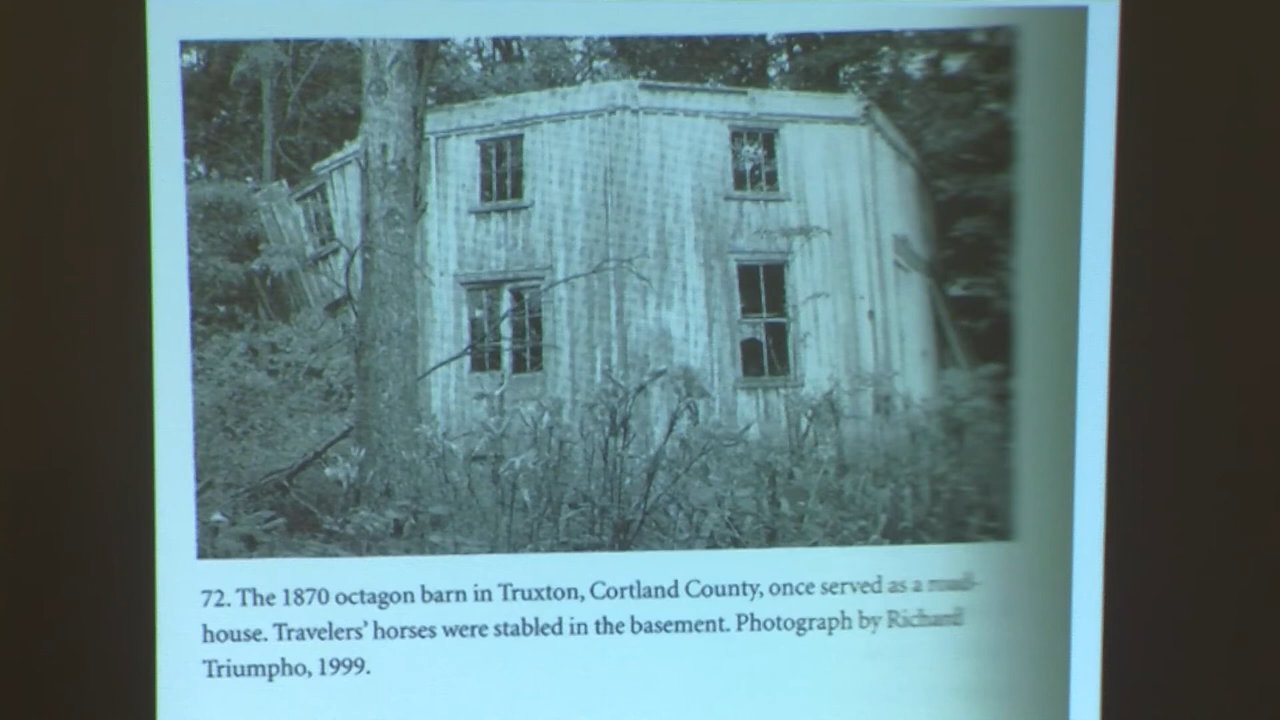 72. The 1870 octagon barn in Truxton, Cortland County, once served as a
house. Travelers' horses were stabled in the basement. Photograph by Richard
Triumpho, 1999.